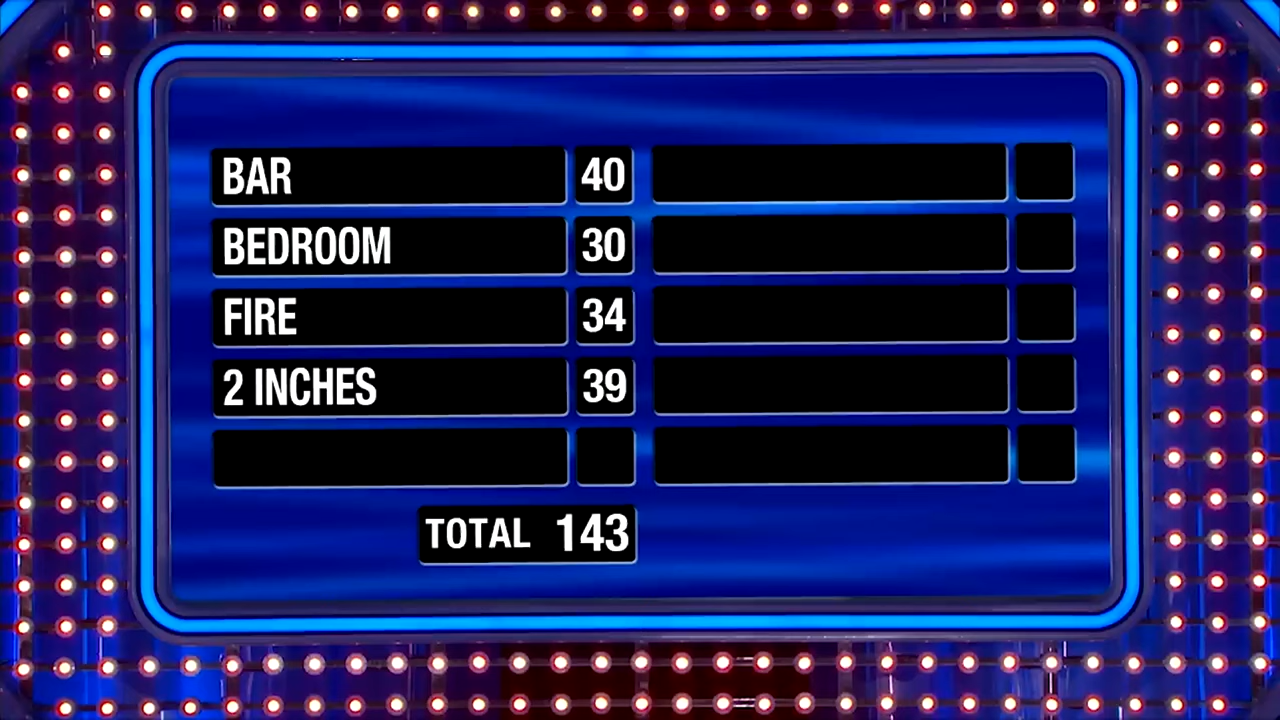 BAR 40
BEDROOM 30
FIRE 34
2 INCHES 39
TOTAL 143